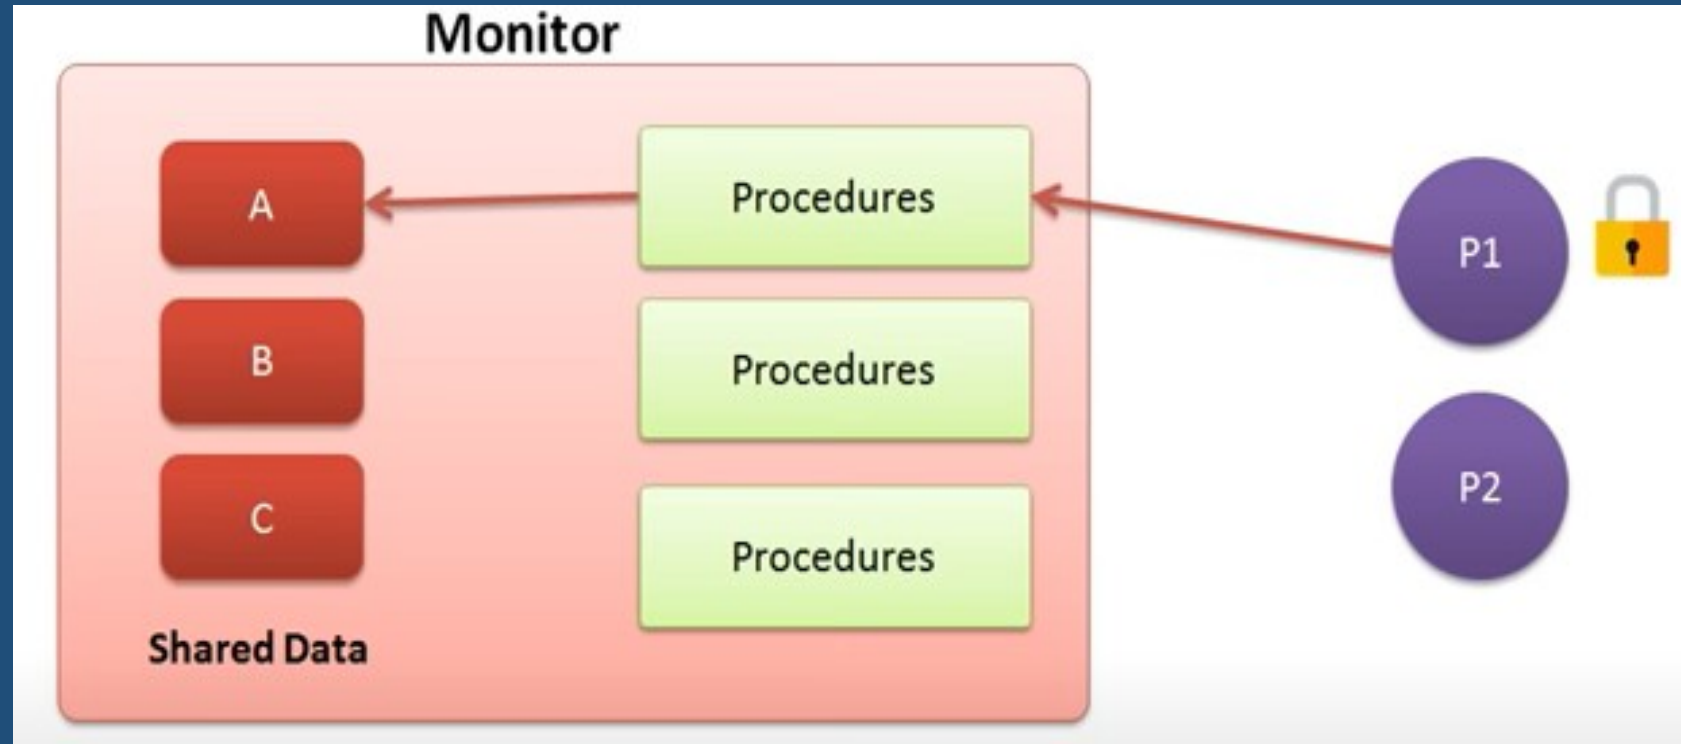 Monitor
A
Procedures
P1
B
Procedures
P2
C
Procedures
Shared Data